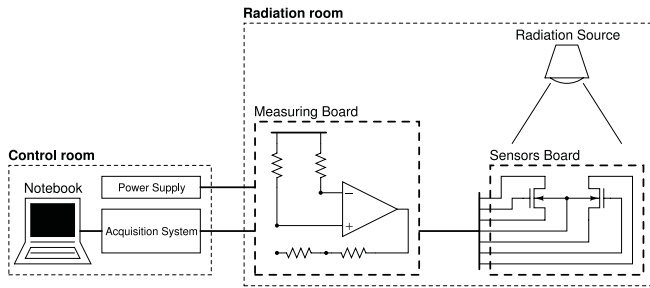 Radiation room
Radiation Source
Measuring Board
Control room
Sensors Board
Notebook
Power Supply
Acquisition System
−
+